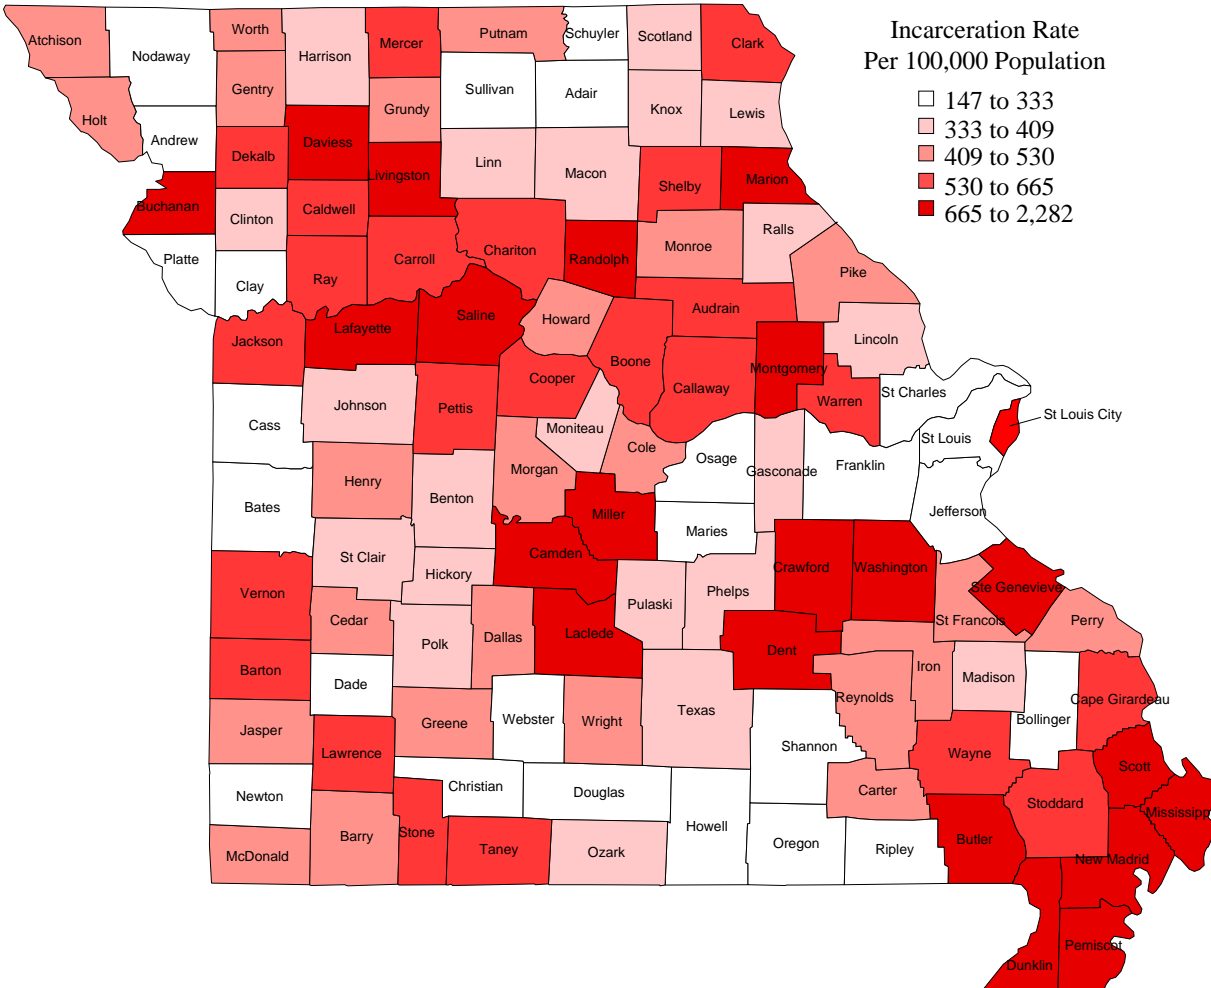 Incarceration Rate
Per 100,000 Population
147 to 333
333 to 409
409 to 530
530 to 665
665 to 2,282
Atchison
Nodaway
Worth
Harrison
Mercer
Putnam
Schuyler
Scotland
Clark
Holt
Andrew
Gentry
Grundy
Sullivan
Adair
Knox
Lewis
Dekalb
Daviess
Livingston
Linn
Macon
Shelby
Marion
Buchanan
Clinton
Caldwell
Platte
Clay
Ray
Carroll
Chariton
Randolph
Monroe
Ralls
Pike
Jackson
Lafayette
Saline
Howard
Audrain
Lincoln
Boone
Callaway
Montgomery
Warren
St Charles
St Louis City
St Louis
Cass
Johnson
Pettis
Cooper
Moniteau
Cole
Osage
Gasconade
Franklin
Jefferson
Bates
Henry
Benton
Morgan
Miller
Maries
Camden
St Clair
Hickory
Pulaski
Phelps
Crawford
Washington
Ste Genevieve
St Francois
Perry
Vernon
Cedar
Polk
Dallas
Laclede
Dent
Iron
Madison
Bollinger
Cape Girardeau
Barton
Dade
Greene
Webster
Wright
Texas
Shannon
Reynolds
Wayne
Scott
Jasper
Lawrence
Christian
Douglas
Howell
Carter
Stoddard
Mississipp
Newton
Barry
Stone
Taney
Ozark
Oregon
Ripley
Butler
New Madrid
McDonald
Pemiscot
Dunklin